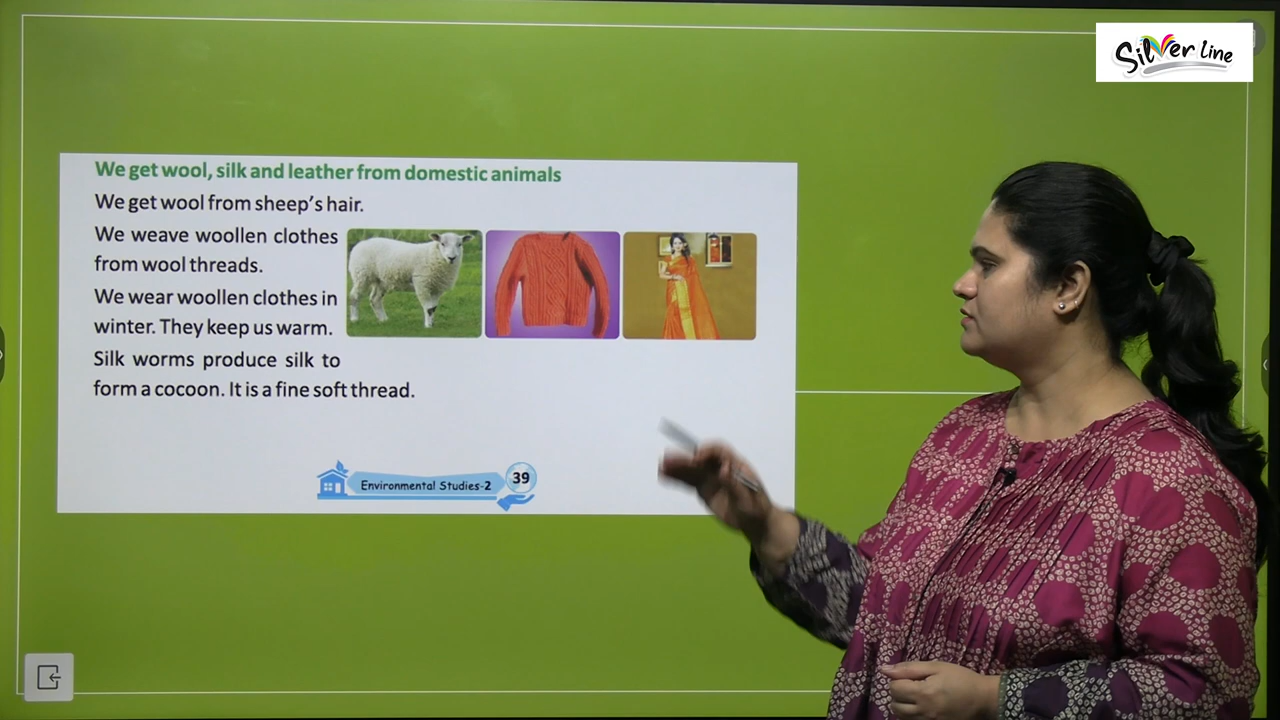 Silver Line
We get wool, silk and leather from domestic animals
We get wool from sheep's hair.
We weave woollen clothes
from wool threads.
We wear woollen clothes in
winter. They keep us warm.
Silk worms produce silk to
form a cocoon. It is a fine soft thread.
Environmental Studies-2
39